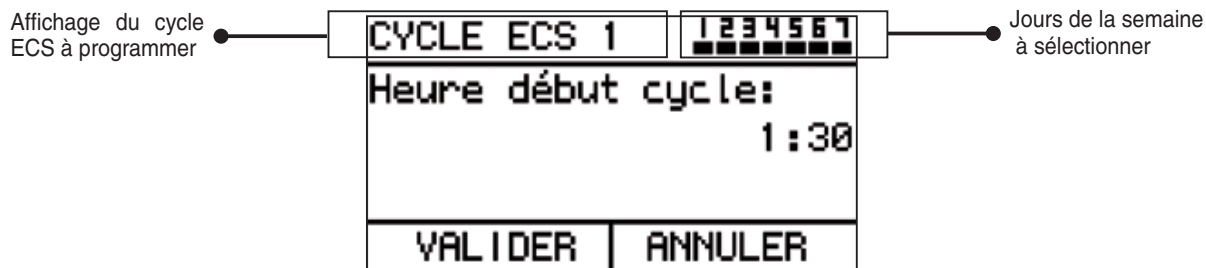 Affichage du cycle
ECS à programmer
CYCLE ECS 1
1234567
Jours de la semaine
à sélectionner
Heure début cycle:
1:30
VALIDER
ANNULER